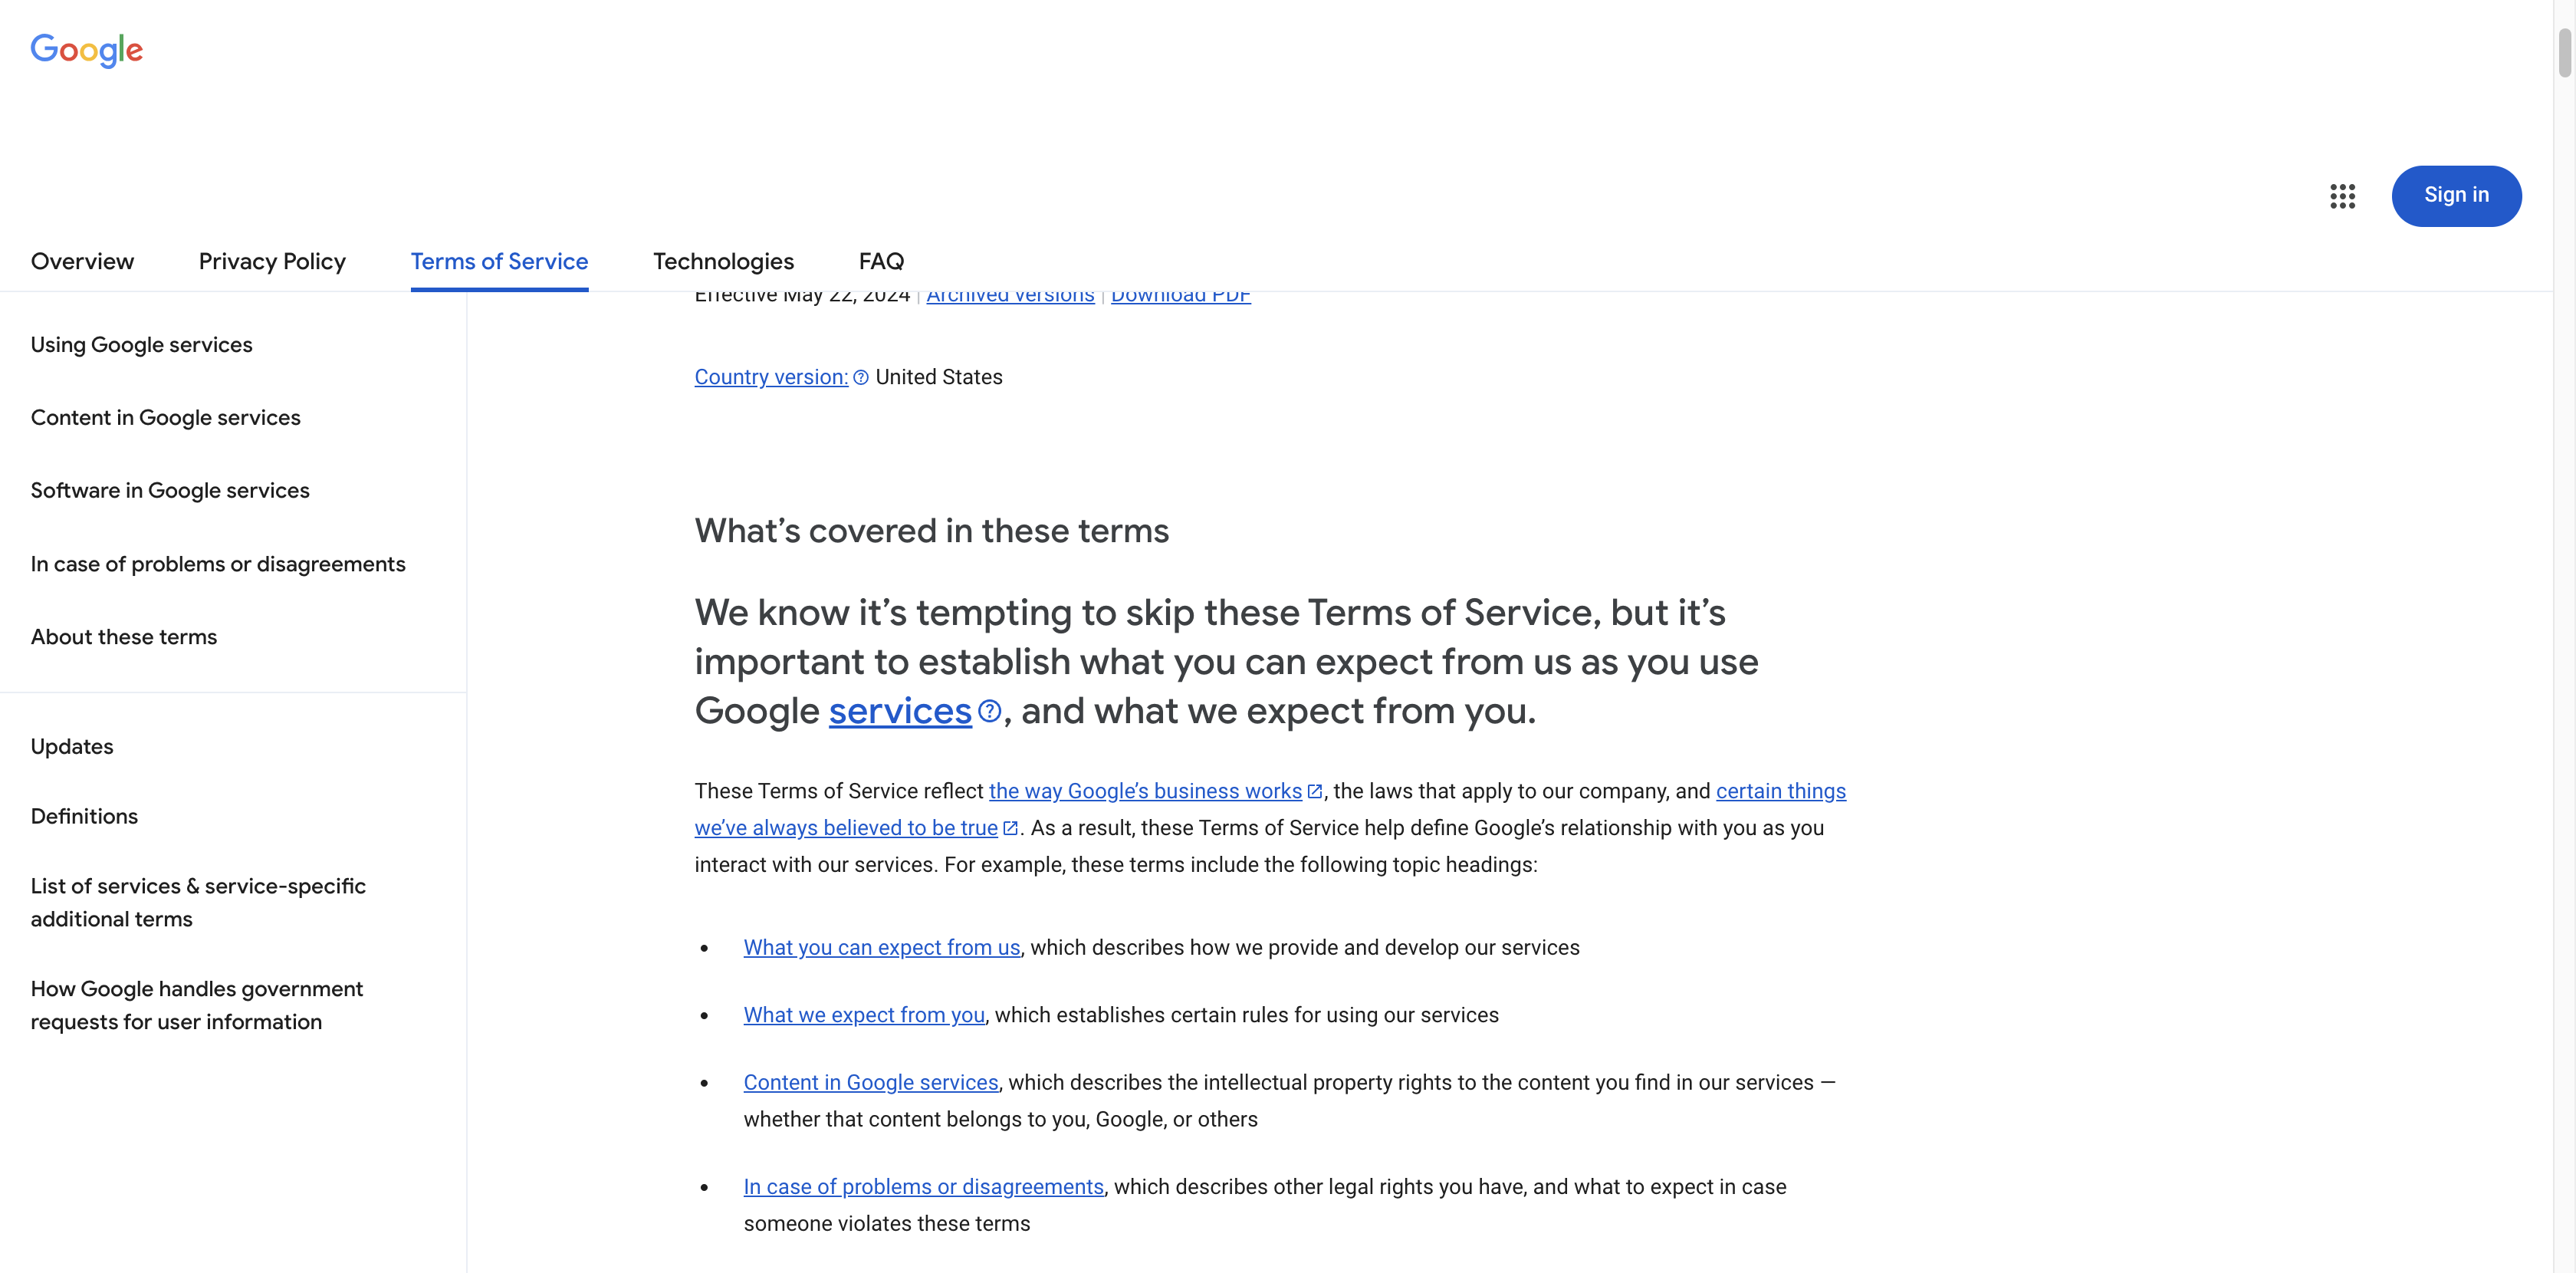 Google
Sign in
Overview
Privacy Policy
Terms of Service
Technologies
FAQ
Using Google services
Content in Google services
Software in Google services
In case of problems or disagreements
About these terms
Updates
Definitions
List of services & service-specific
additional terms
How Google handles government
requests for user information
Effective May 22, 2024 | Archived versions | Download PDF
Country version: United States
What’s covered in these terms
We know it’s tempting to skip these Terms of Service, but it’s
important to establish what you can expect from us as you use
Google services, and what we expect from you.
These Terms of Service reflect the way Google’s business works, the laws that apply to our company, and certain things
we’ve always believed to be true. As a result, these Terms of Service help define Google’s relationship with you as you
interact with our services. For example, these terms include the following topic headings:
• What you can expect from us, which describes how we provide and develop our services
• What we expect from you, which establishes certain rules for using our services
• Content in Google services, which describes the intellectual property rights to the content you find in our services —
whether that content belongs to you, Google, or others
• In case of problems or disagreements, which describes other legal rights you have, and what to expect in case
someone violates these terms